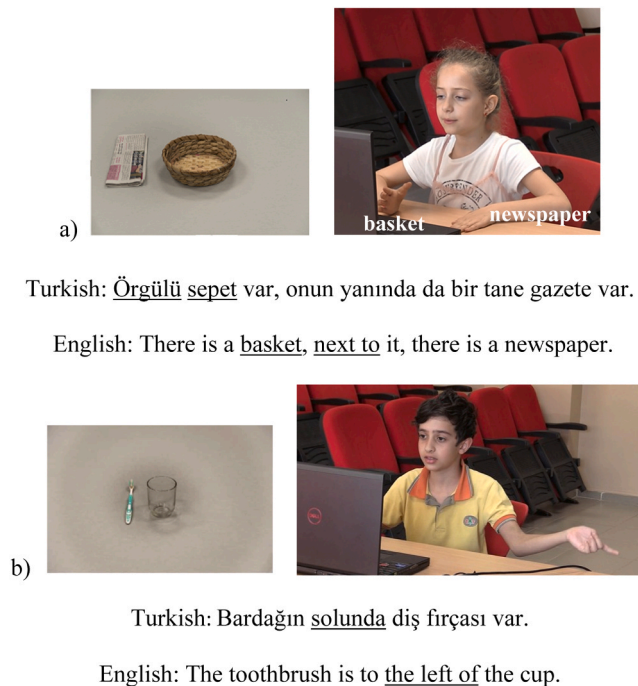 a)
basket
newspaper
Turkish: Örgülü sepet var, onun yanında da bir tane gazete var.
English: There is a basket, next to it, there is a newspaper.
DELL
b)
Turkish: Bardağın solunda diş fırçası var.
English: The toothbrush is to the left of the cup.